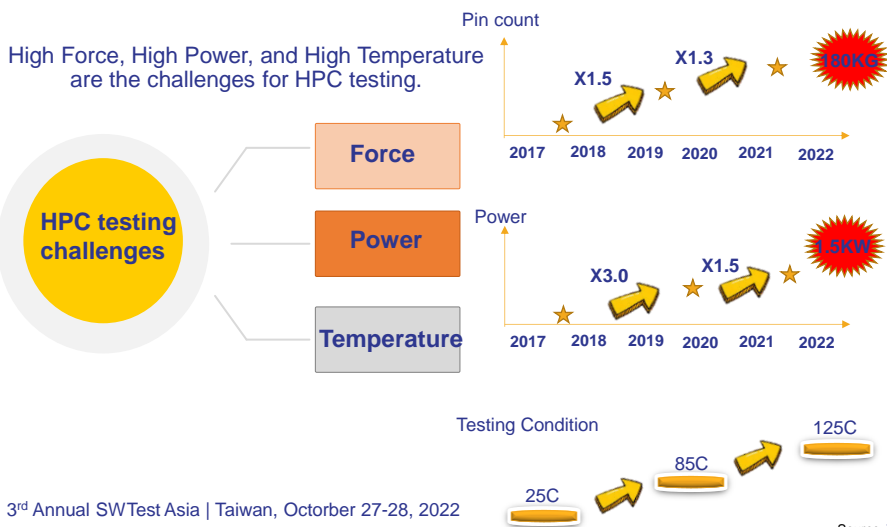 High Force, High Power, and High Temperature
are the challenges for HPC testing.
HPC testing
challenges
Force
Power
Temperature
Pin count
X1.5
X1.3
180KG
2017 2018 2019 2020 2021 2022
Power
X3.0
X1.5
1.5KW
2017 2018 2019 2020 2021 2022
Testing Condition
25C
85C
125C
3rd Annual SWTest Asia | Taiwan, Octorber 27-28, 2022